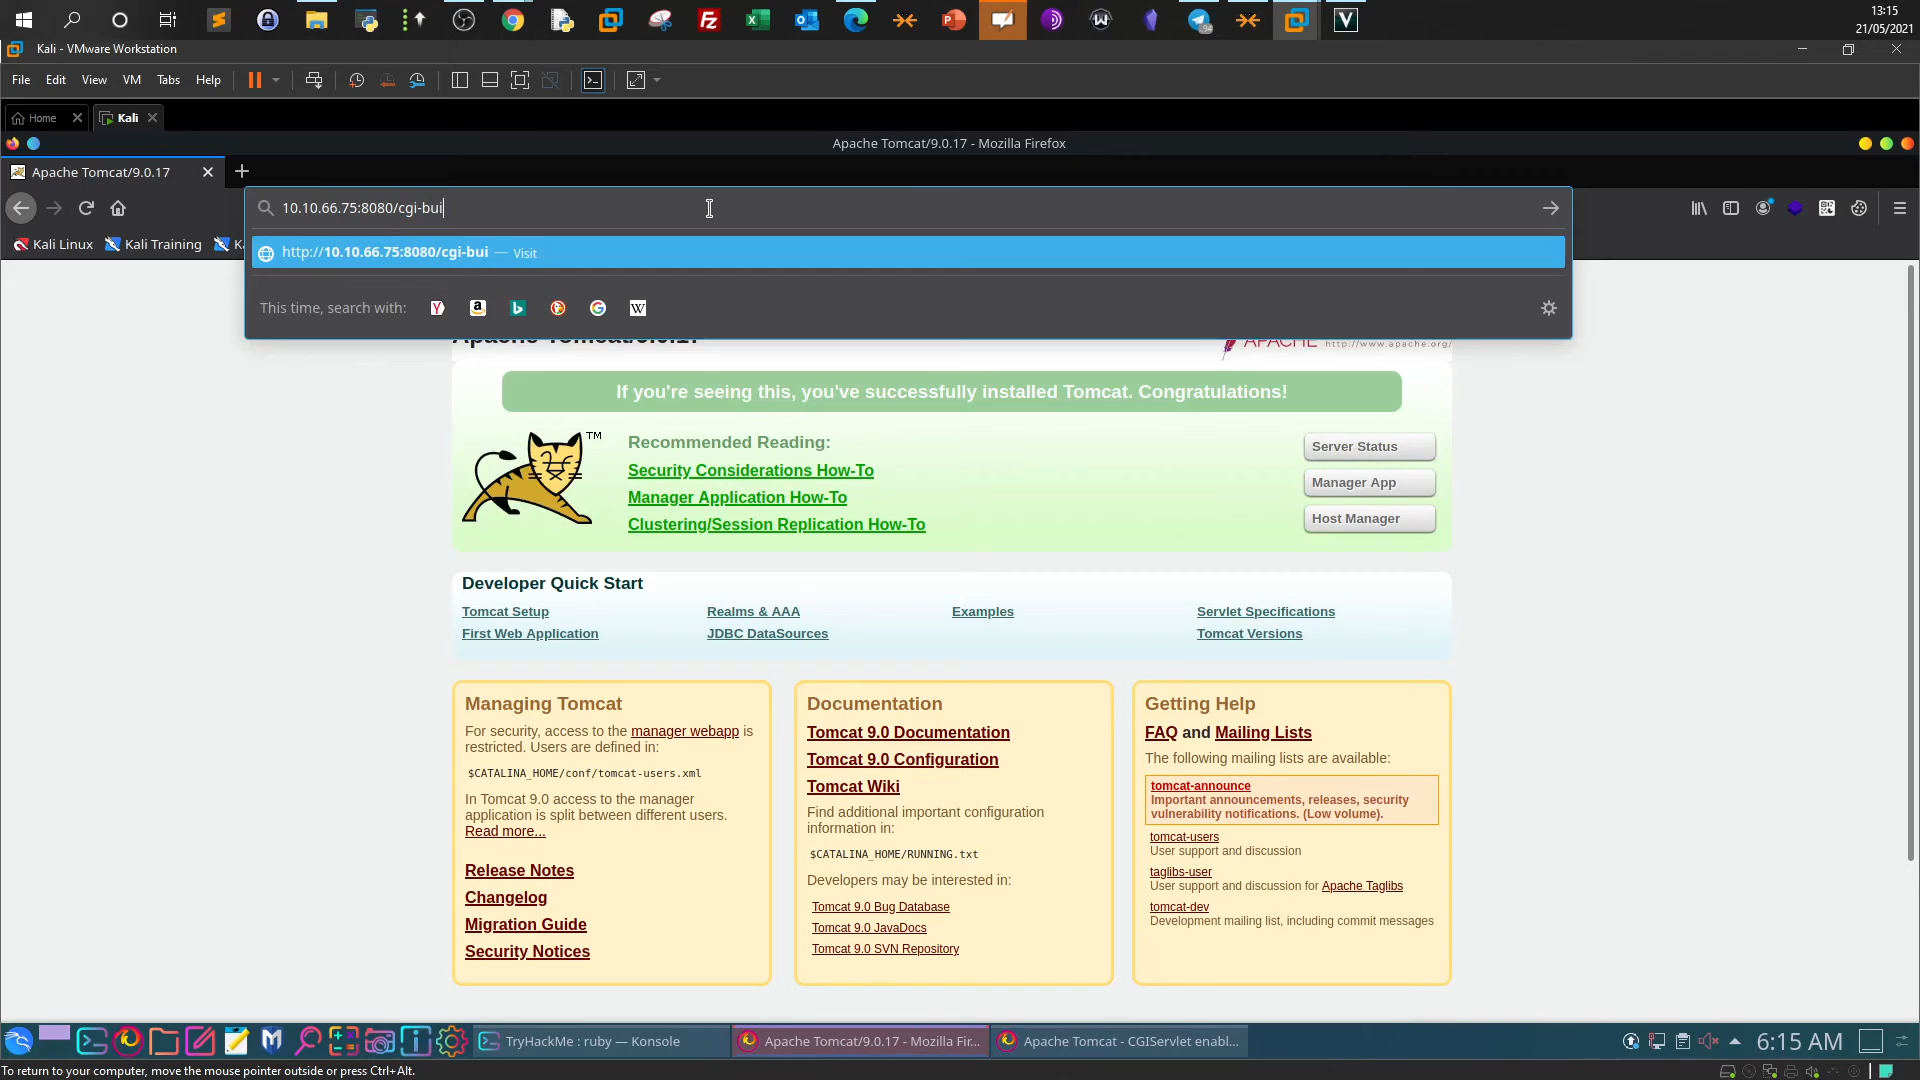 13:15
21/05/2021
Kali - VMware Workstation
File Edit View VM Tabs Help
Home Kali
Apache Tomcat/9.0.17 - Mozilla Firefox
Apache Tomcat/9.0.17
10.10.66.75:8080/cgi-bui
Kali Linux Kali Training
http://10.10.66.75:8080/cgi-bui — Visit
This time, search with:
Apache Tomcat/9.0.17
APACHE http://www.apache.org/
If you're seeing this, you've successfully installed Tomcat. Congratulations!
TM
Recommended Reading:
Security Considerations How-To
Manager Application How-To
Clustering/Session Replication How-To
Server Status
Manager App
Host Manager
Developer Quick Start
Tomcat Setup Realms & AAA Examples Servlet Specifications
First Web Application JDBC DataSources Tomcat Versions
Managing Tomcat
For security, access to the manager webapp is
restricted. Users are defined in:
$CATALINA_HOME/conf/tomcat-users.xml
In Tomcat 9.0 access to the manager
application is split between different users.
Read more...
Release Notes
Changelog
Migration Guide
Security Notices
Documentation
Tomcat 9.0 Documentation
Tomcat 9.0 Configuration
Tomcat Wiki
Find additional important configuration
information in:
$CATALINA_HOME/RUNNING.txt
Developers may be interested in:
Tomcat 9.0 Bug Database
Tomcat 9.0 JavaDocs
Tomcat 9.0 SVN Repository
Getting Help
FAQ and Mailing Lists
The following mailing lists are available:
tomcat-announce
Important announcements, releases, security
vulnerability notifications. (Low volume).
tomcat-users
User support and discussion
taglibs-user
User support and discussion for Apache Taglibs
tomcat-dev
Development mailing list, including commit messages
TryHackMe : ruby — Konsole
Apache Tomcat/9.0.17 - Mozilla Fir...
Apache Tomcat - CGIServlet enabl...
6:15 AM
To return to your computer, move the mouse pointer outside or press Ctrl+Alt.